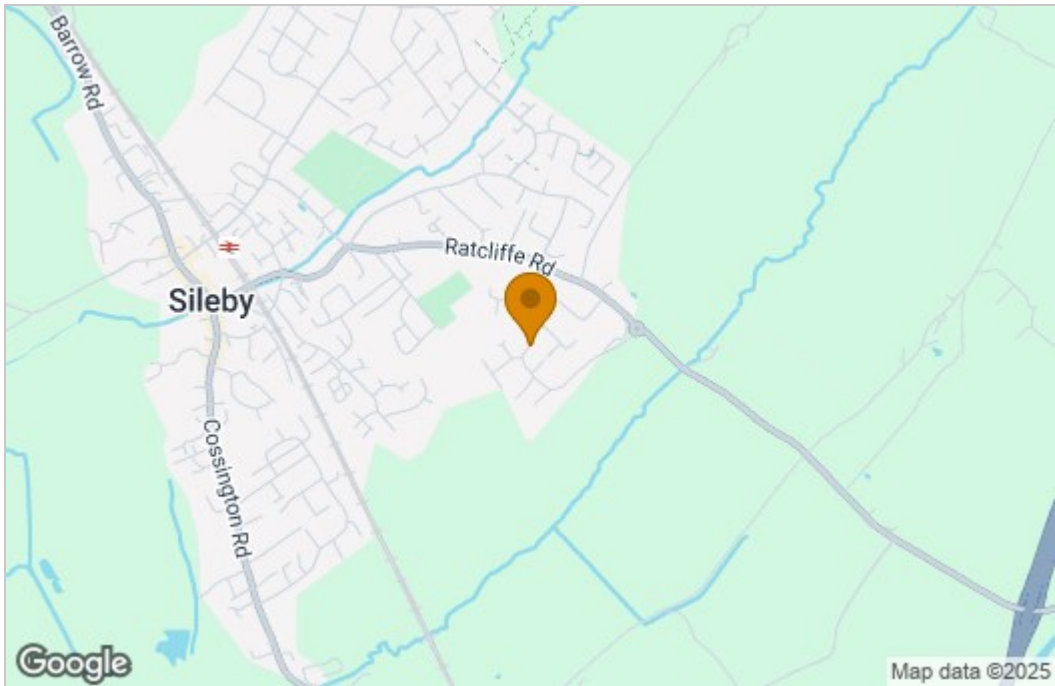 Barrow Rd
Ratcliffe Rd
Sileby
Cossington Rd
Google
Map data ©2025